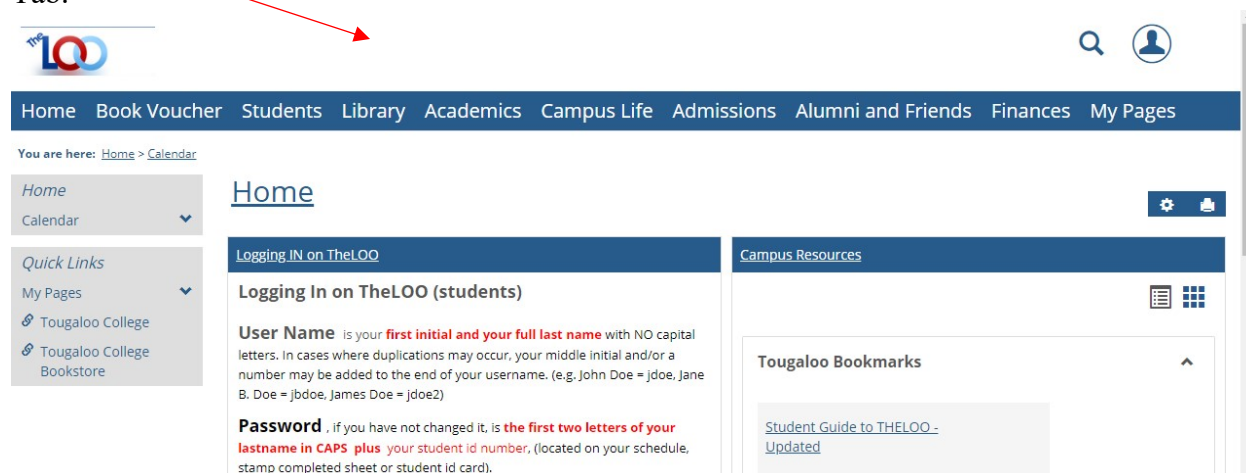 Tab.
The LOO
Home Book Voucher Students Library Academics Campus Life Admissions Alumni and Friends Finances My Pages
You are here: Home > Calendar
Home
Calendar
Quick Links
My Pages
Tougaloo College
Tougaloo College
Bookstore
Home
Logging IN on TheLOO
Logging In on TheLOO (students)
User Name is your first initial and your full last name with NO capital
letters. In cases where duplications may occur, your middle initial and/or a
number may be added to the end of your username. (e.g. John Doe = jdoe, Jane
B. Doe = jbdoe, James Doe = jdoe2)
Password , if you have not changed it, is the first two letters of your
lastname in CAPS plus your student id number, (located on your schedule,
stamp completed sheet or student id card).
Campus Resources
Tougaloo Bookmarks
Student Guide to THELOO -
Updated